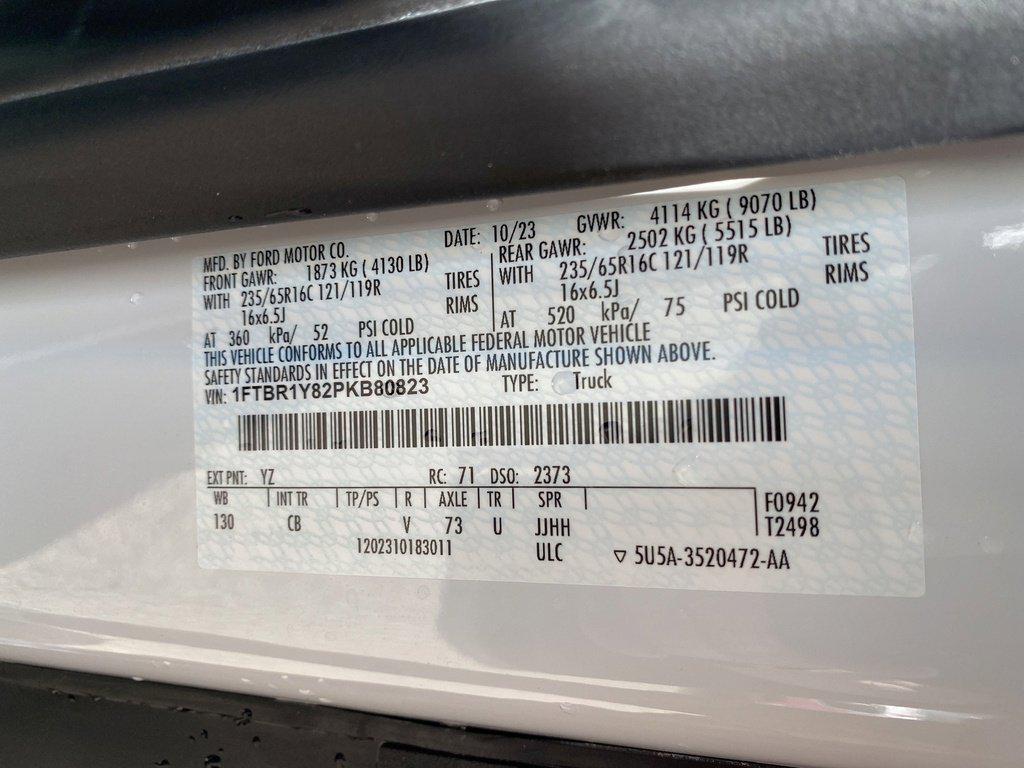 MFD. BY FORD MOTOR CO. DATE: 10/23 GVWR: 4114 KG ( 9070 LB)
FRONT GAWR: 1873 KG ( 4130 LB) REAR GAWR: 2502 KG ( 5515 LB)
WITH 235/65R16C 121/119R TIRES WITH 235/65R16C 121/119R TIRES
16x6.5J RIMS 16x6.5J RIMS
AT 360 kPa/ 52 PSI COLD AT 520 kPa/ 75 PSI COLD
THIS VEHICLE CONFORMS TO ALL APPLICABLE FEDERAL MOTOR VEHICLE
SAFETY STANDARDS IN EFFECT ON THE DATE OF MANUFACTURE SHOWN ABOVE.
VIN: 1FTBR1Y82PKB80823 TYPE: Truck
EXT PNT: YZ RC: 71 DSO: 2373
WB INT TR TP/PS R AXLE TR SPR F0942
130 CB V 73 U JJHH T2498
1202310183011 ULC ▽ 5U5A-3520472-AA